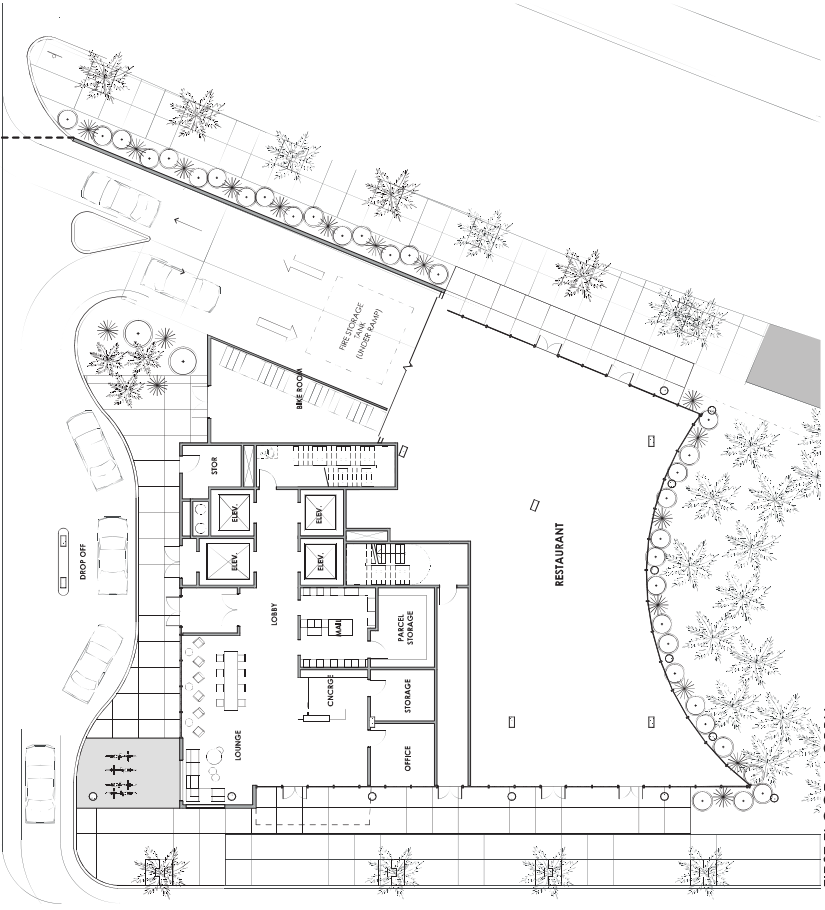 FIRE STORAGE
TANK
(UNDER RAMP)
BIKE ROOM
STOR
ELEV.
ELEV.
ELEV.
ELEV.
DROP OFF
RESTAURANT
LOBBY
MAIL
PARCEL
STORAGE
CNCRGE
STORAGE
LOUNGE
OFFICE